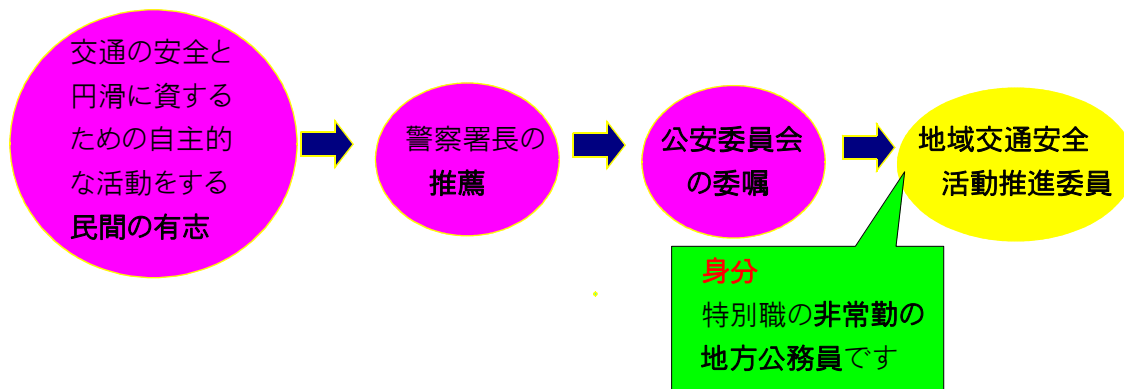 交通の安全と
円滑に資する
ための自主的
な活動をする
民間の有志
警察署長の
推薦
公安委員会
の委嘱
地域交通安全
活動推進委員
身分
特別職の非常勤の
地方公務員です